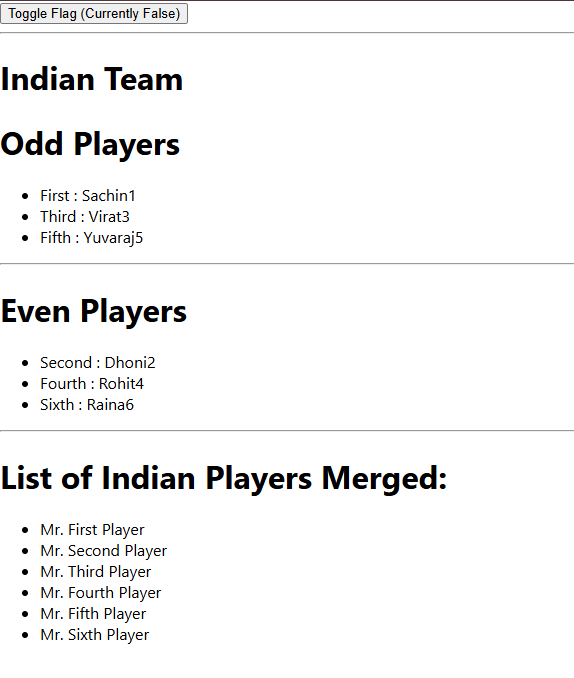 Toggle Flag (Currently False)
Indian Team
Odd Players
First : Sachin1
Third : Virat3
Fifth : Yuvaraj5
Even Players
Second : Dhoni2
Fourth : Rohit4
Sixth : Raina6
List of Indian Players Merged:
Mr. First Player
Mr. Second Player
Mr. Third Player
Mr. Fourth Player
Mr. Fifth Player
Mr. Sixth Player